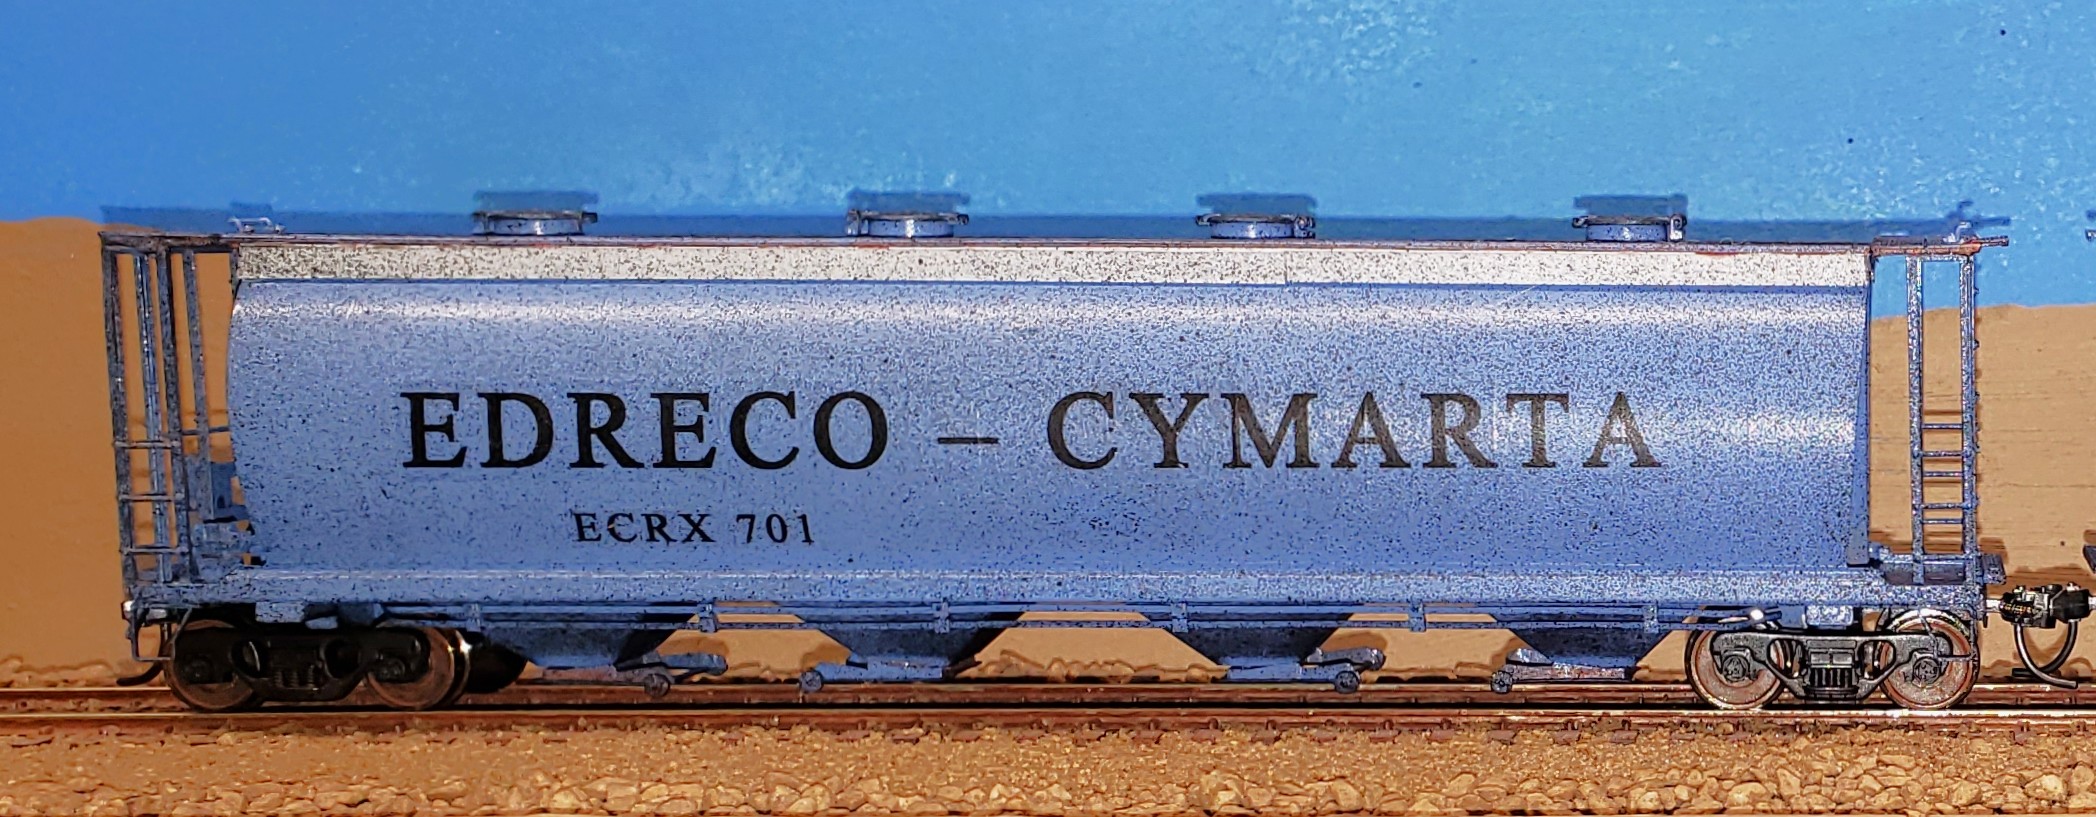 EDRECO – CYMARTA
ECRX 701